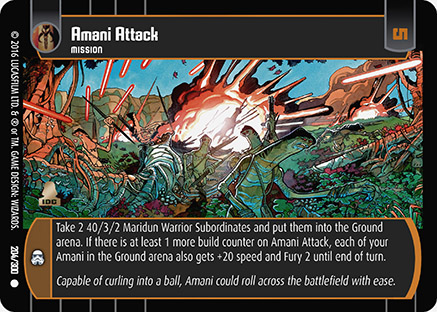 Amani Attack
MISSION
5
© 2016 LUCASFILM LTD. & ® or TM. GAME DESIGN: WIZARDS.
204/300
IDC
Take 2 40/3/2 Maridun Warrior Subordinates and put them into the Ground
arena. If there is at least 1 more build counter on Amani Attack, each of your
Amani in the Ground arena also gets +20 speed and Fury 2 until end of turn.
Capable of curling into a ball, Amani could roll across the battlefield with ease.